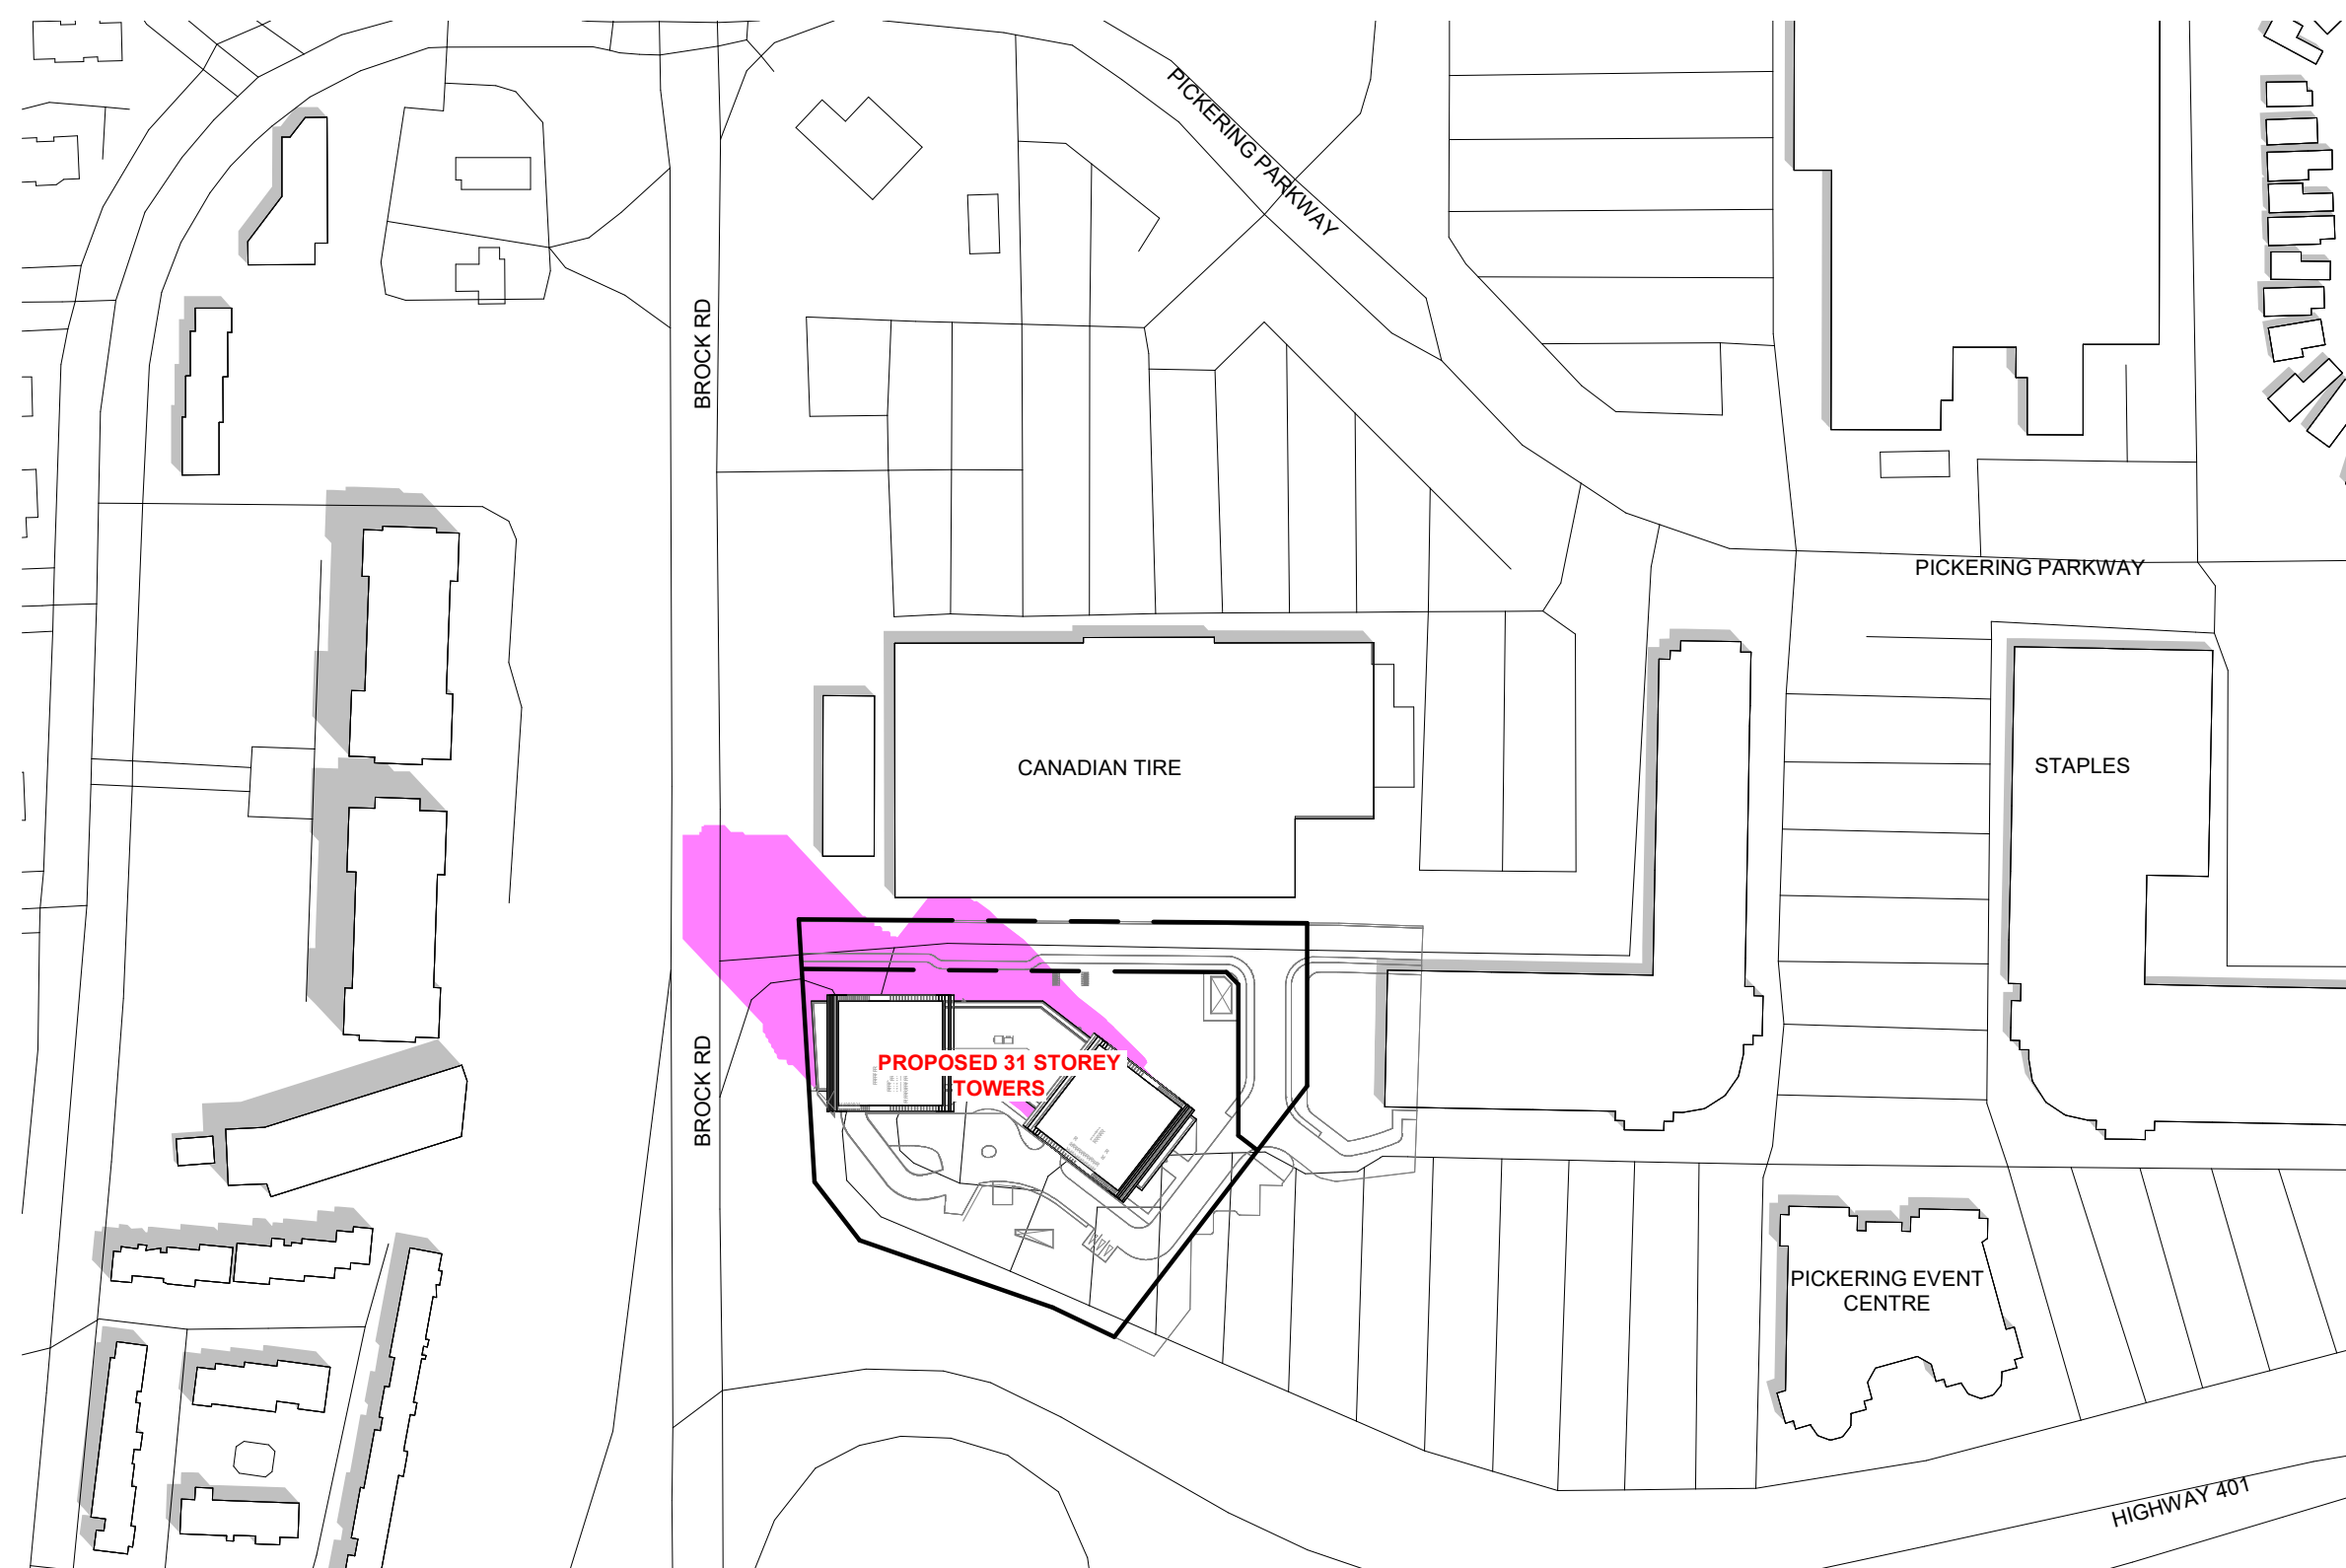 PICKERING PARKWAY
BROCK RD
PICKERING PARKWAY
CANADIAN TIRE
STAPLES
PROPOSED 31 STOREY
TOWERS
BROCK RD
PICKERING EVENT
CENTRE
HIGHWAY 401